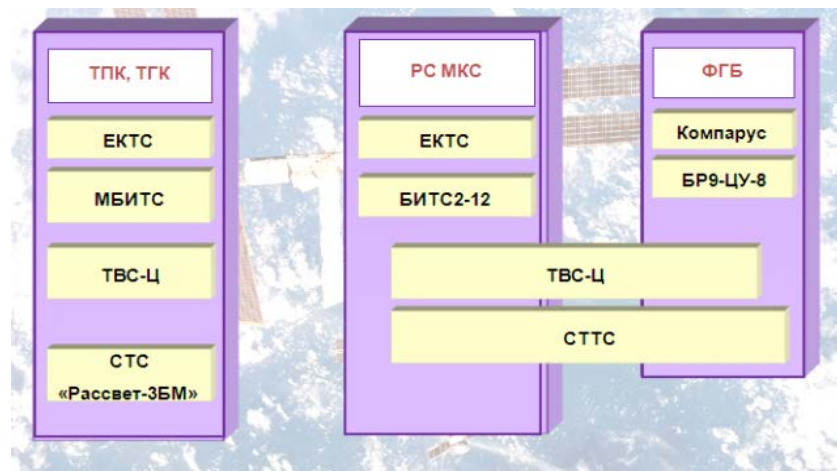 ТПК, ТГК
ЕКТС
МБИТС
ТВС-Ц
СТС
«Рассвет-3БМ»
РС МКС
ЕКТС
БИТС2-12
ФГБ
Компарус
БР9-ЦУ-8
ТВС-Ц
СТТС